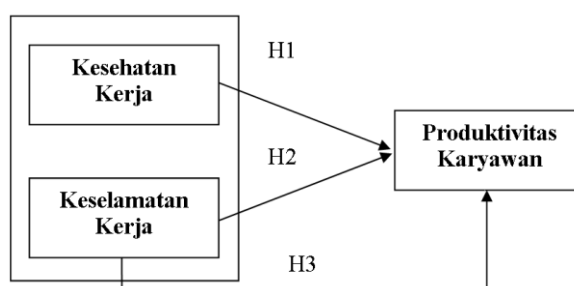 H1
Kesehatan
Kerja
Produktivitas
Karyawan
H2
Keselamatan
Kerja
H3